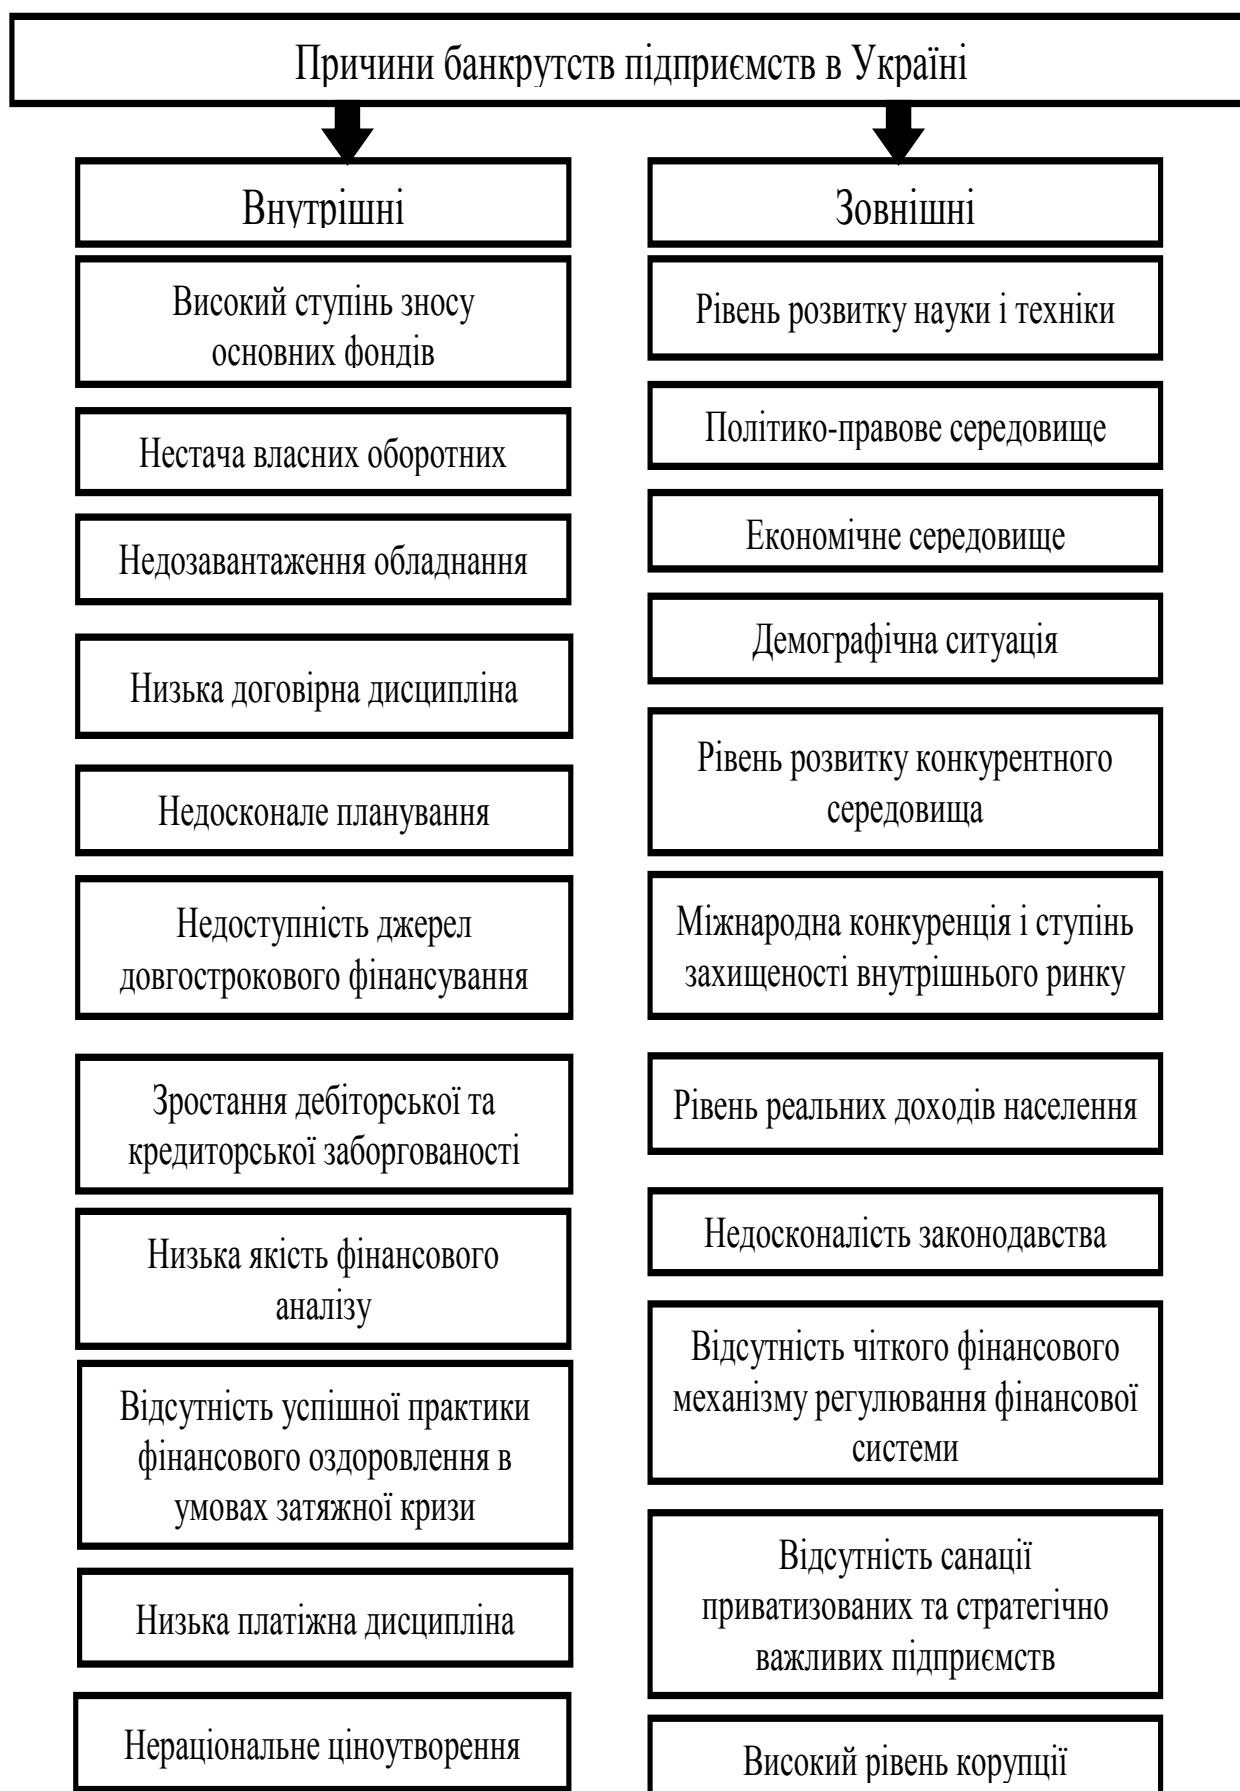 Причини банкрутств підприємств в Україні
Внутрішні
Високий ступінь зносу
основних фондів
Нестача власних оборотних
Недозавантаження обладнання
Низька договірна дисципліна
Недосконале планування
Недоступність джерел
довгострокового фінансування
Зростання дебіторської та
кредиторської заборгованості
Низька якість фінансового
аналізу
Відсутність успішної практики
фінансового оздоровлення в
умовах затяжної кризи
Низька платіжна дисципліна
Нераціональне ціноутворення
Зовнішні
Рівень розвитку науки і техніки
Політико-правове середовище
Економічне середовище
Демографічна ситуація
Рівень розвитку конкурентного
середовища
Міжнародна конкуренція і ступінь
захищеності внутрішнього ринку
Рівень реальних доходів населення
Недосконалість законодавства
Відсутність чіткого фінансового
механізму регулювання фінансової
системи
Відсутність санації
приватизованих та стратегічно
важливих підприємств
Високий рівень корупції